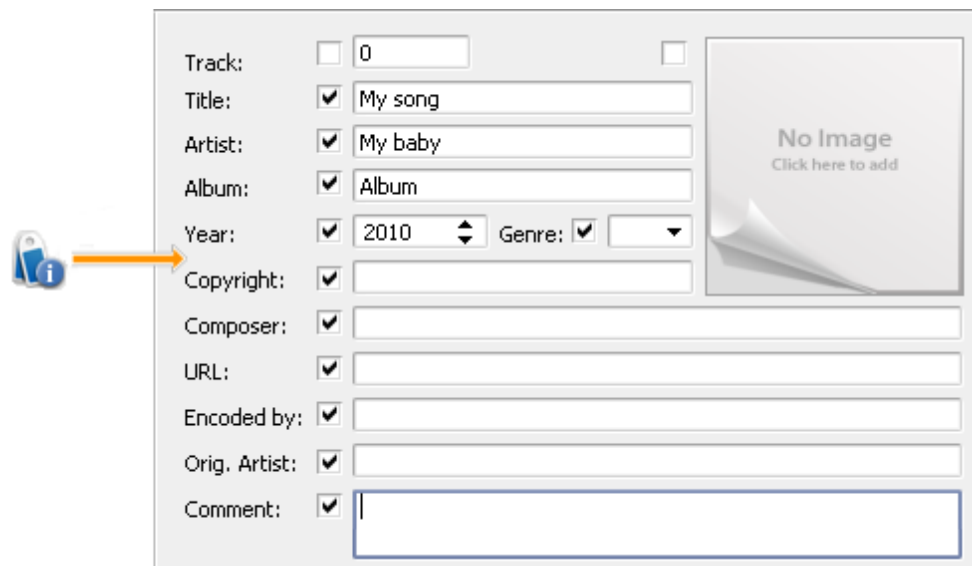 Track: 0
Title: My song
Artist: My baby
No Image
Click here to add
Album: Album
Year: 2010 Genre:
Copyright:
Composer:
URL:
Encoded by:
Orig. Artist:
Comment: